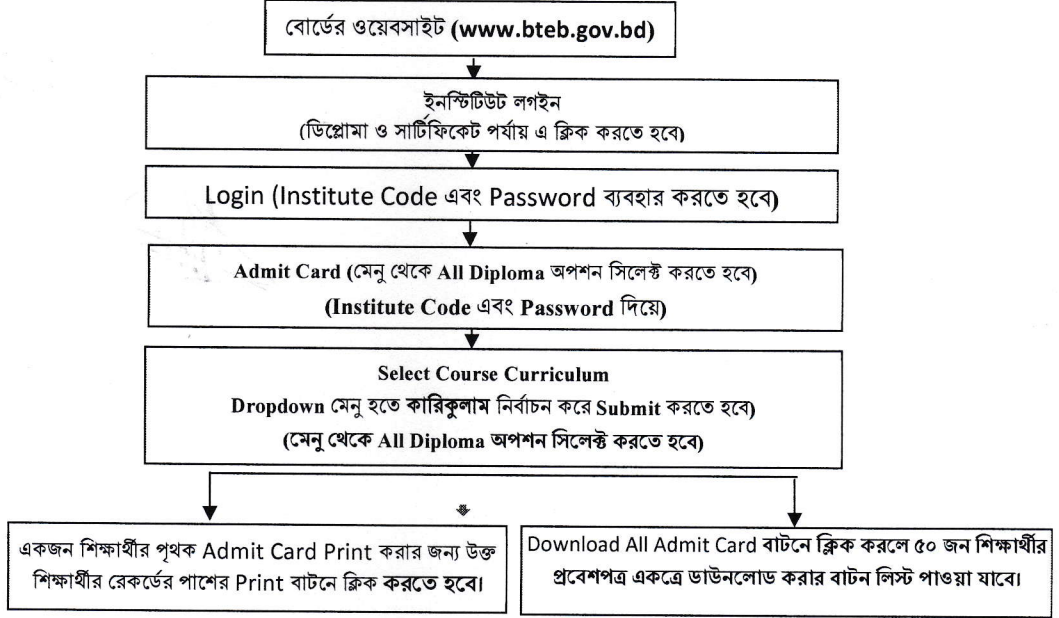 বোর্ডের ওয়েবসাইট (www.bteb.gov.bd)
ইনস্টিটিউট লগইন
(ডিপ্লোমা ও সার্টিফিকেট পর্যায় এ ক্লিক করতে হবে)
Login (Institute Code এবং Password ব্যবহার করতে হবে)
Admit Card (মেনু থেকে All Diploma অপশন সিলেক্ট করতে হবে)
(Institute Code এবং Password দিয়ে)
Select Course Curriculum
Dropdown মেনু হতে কারিকুলাম নির্বাচন করে Submit করতে হবে)
(মেনু থেকে All Diploma অপশন সিলেক্ট করতে হবে)
একজন শিক্ষার্থীর পৃথক Admit Card Print করার জন্য উক্ত
শিক্ষার্থীর রেকর্ডের পাশের Print বাটনে ক্লিক করতে হবে।
Download All Admit Card বাটনে ক্লিক করলে ৫০ জন শিক্ষার্থীর
প্রবেশপত্র একত্রে ডাউনলোড করার বাটন লিস্ট পাওয়া যাবে।